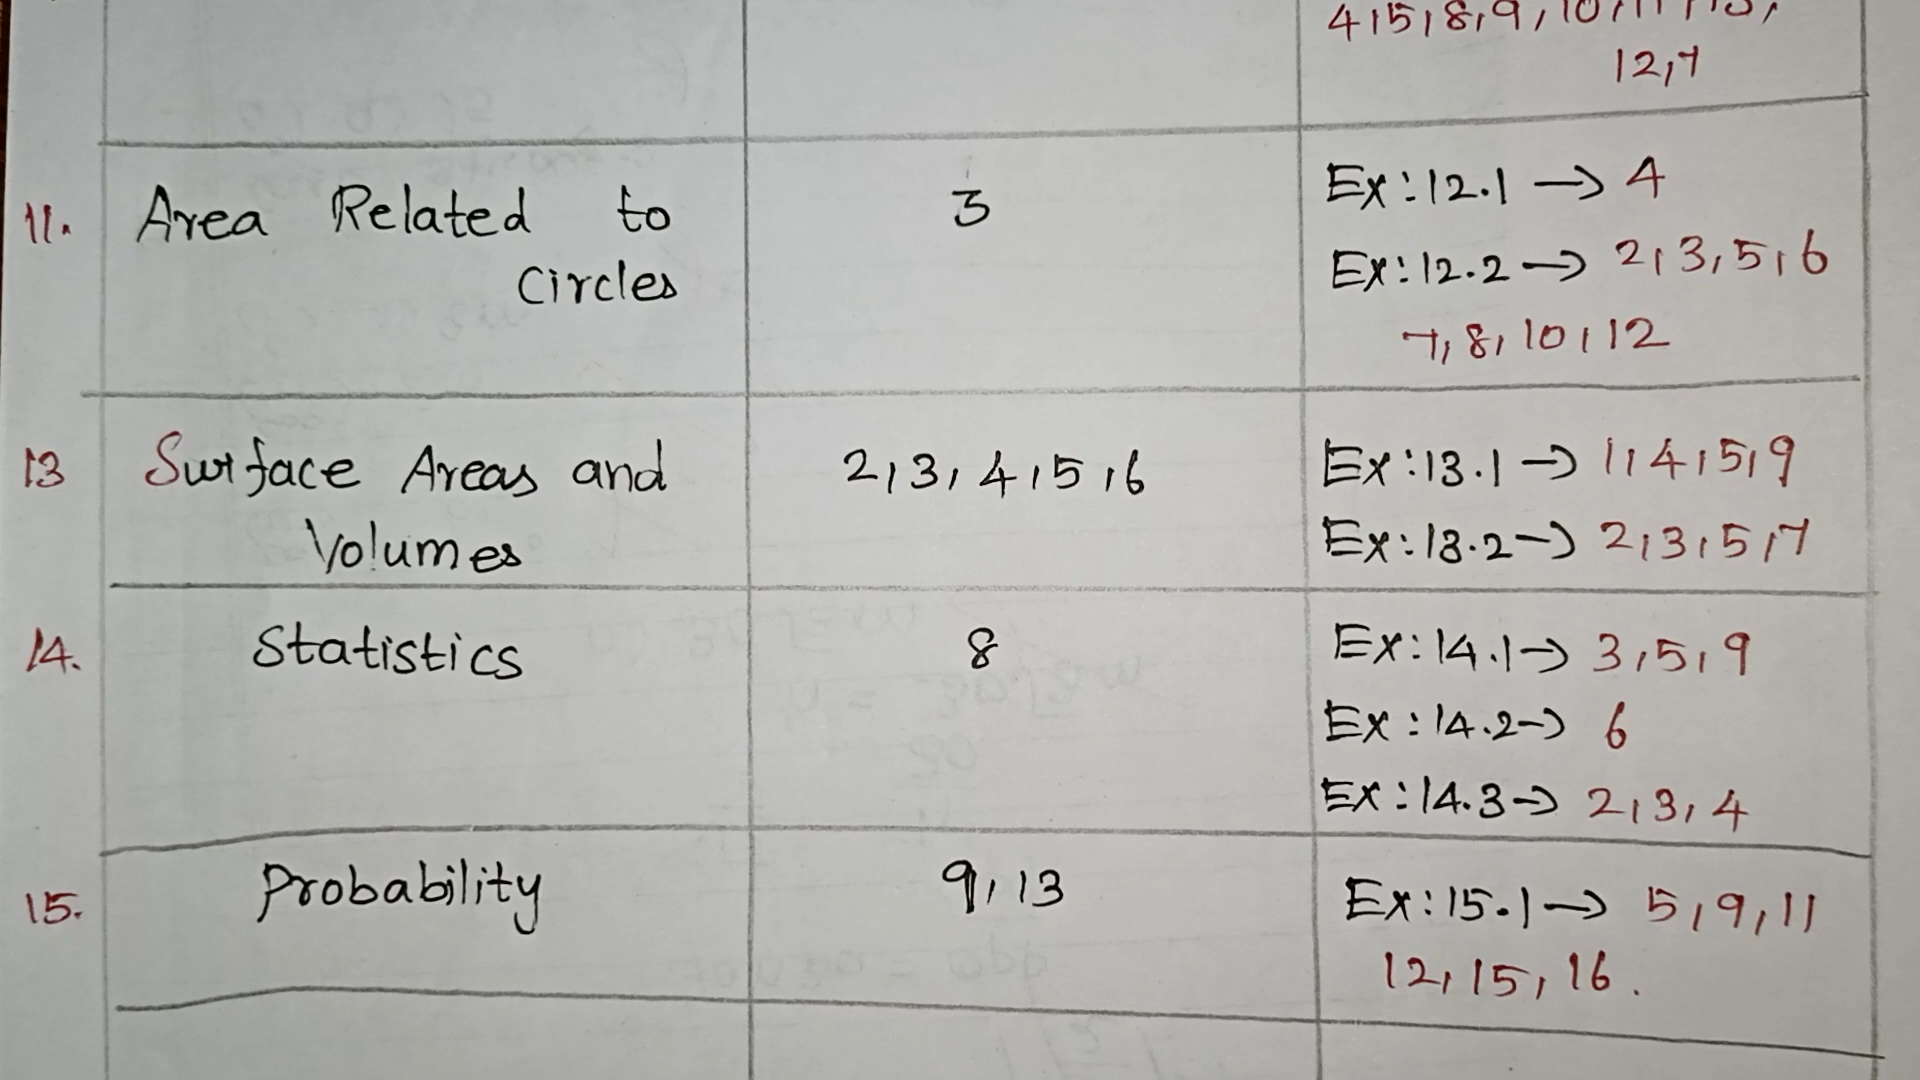 12,7
11. Area Related to 3 Ex:12.1 → 4
Circles Ex:12.2 → 2,3,5,6
7,8,10,12
13 Surface Areas and 2,3,4,5,6 Ex:13.1 → 1,4,5,9
Volumes Ex:13.2 → 2,3,5,7
14. Statistics 8 Ex:14.1 → 3,5,9
Ex:14.2 → 6
Ex:14.3 → 2,3,4
15. Probability 9,13 Ex:15.1 → 5,9,11
12,15,16.